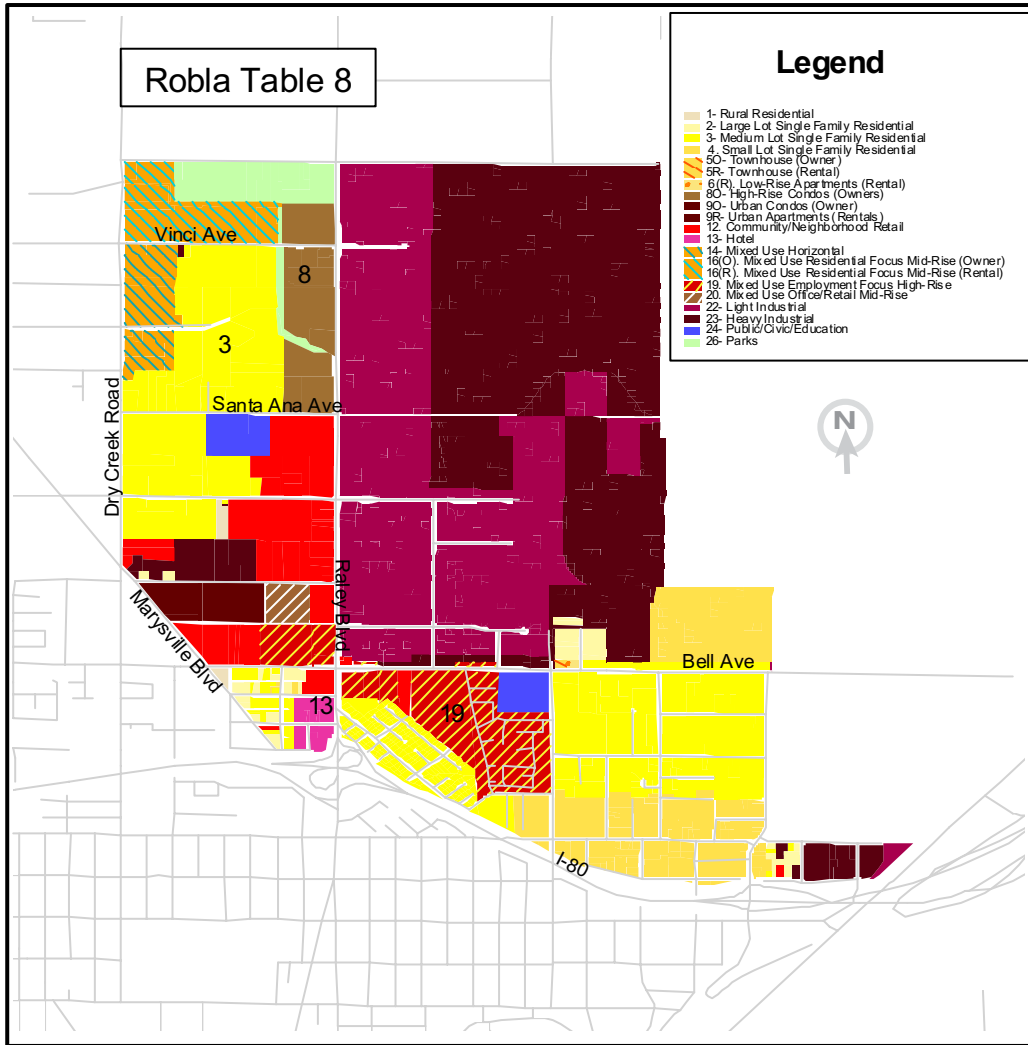 Robla Table 8
Legend
1- Rural Residential
2- Large Lot Single Family Residential
3- Medium Lot Single Family Residential
4. Small Lot Single Family Residential
5O- Townhouse (Owner)
5R- Townhouse (Rental)
6(R). Low-Rise Apartments (Rental)
8O- High-Rise Condos (Owners)
9O- Urban Condos (Owner)
9R- Urban Apartments (Rentals)
12. Community/Neighborhood Retail
13- Hotel
14- Mixed Use Horizontal
16(O). Mixed Use Residential Focus Mid-Rise (Owner)
16(R). Mixed Use Residential Focus Mid-Rise (Rental)
19. Mixed Use Employment Focus High-Rise
20. Mixed Use Office/Retail Mid-Rise
22- Light Industrial
23- Heavy Industrial
24- Public/Civic/Education
26- Parks
Vinci Ave
8
3
Santa Ana Ave
Dry Creek Road
N
Raley Blvd
Marysville Blvd
Bell Ave
13
19
I-80